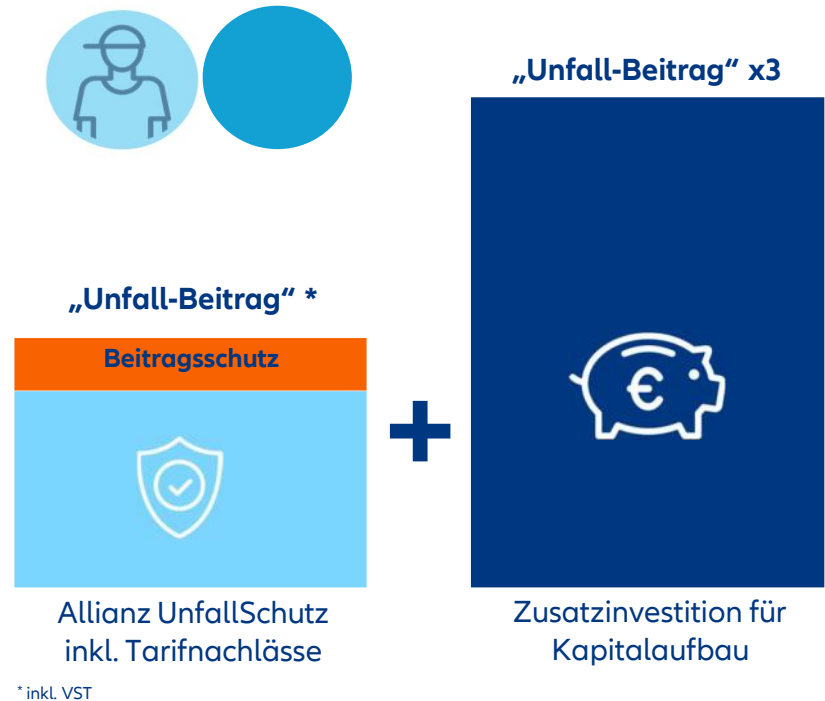 „Unfall-Beitrag“ x3
„Unfall-Beitrag“ *
Beitragsschutz
€
Allianz UnfallSchutz
inkl. Tarifnachlässe
Zusatzinvestition für
Kapitalaufbau
* inkl. VST